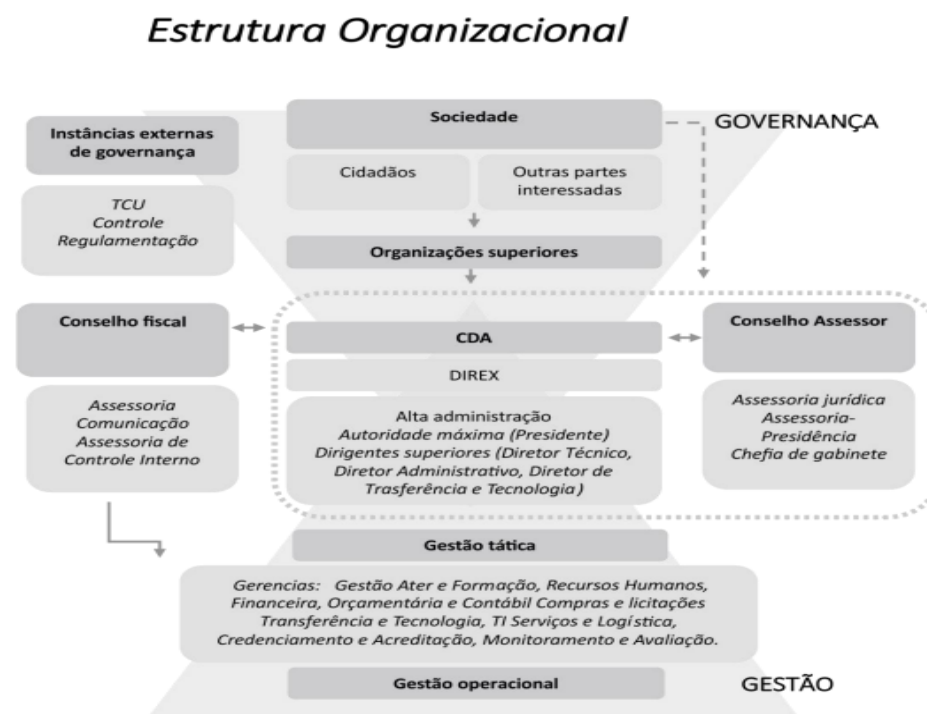 Estrutura Organizacional
Instâncias externas
de governança
TCU
Controle
Regulamentação
Sociedade
GOVERNANÇA
Cidadãos
Outras partes
interessadas
Organizações superiores
Conselho fiscal
Assessoria
Comunicação
Assessoria de
Controle Interno
CDA
DIREX
Alta administração
Autoridade máxima (Presidente)
Dirigentes superiores (Diretor Técnico,
Diretor Administrativo, Diretor de
Trasferência e Tecnologia)
Conselho Assessor
Assessoria jurídica
Assessoria-
Presidência
Chefia de gabinete
Gestão tática
Gerencias: Gestão Ater e Formação, Recursos Humanos,
Financeira, Orçamentária e Contábil Compras e licitações
Transferência e Tecnologia, TI Serviços e Logística,
Credenciamento e Acreditação, Monitoramento e Avaliação.
Gestão operacional
GESTÃO